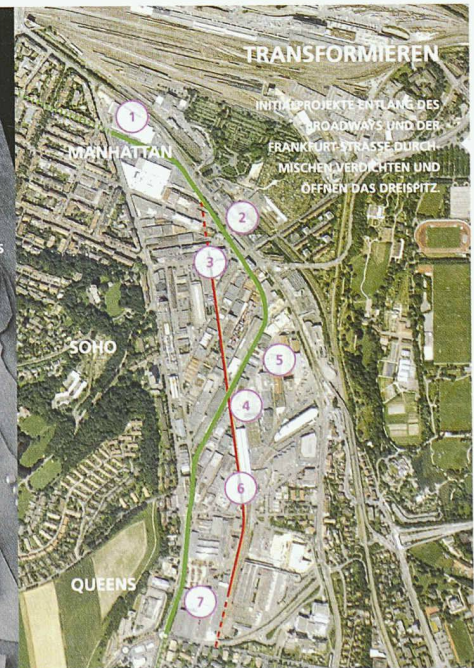 TRANSFORMIEREN
INITIALPROJEKTE ENTLANG DES
BROADWAYS UND DER
FRANKFURT-STRASSE DURCH-
MISCHEN, VERDICHTEN UND
ÖFFNEN DAS DREISPITZ.
1
MANHATTAN
2
3
S
SOHO
5
4
6
QUEENS
7